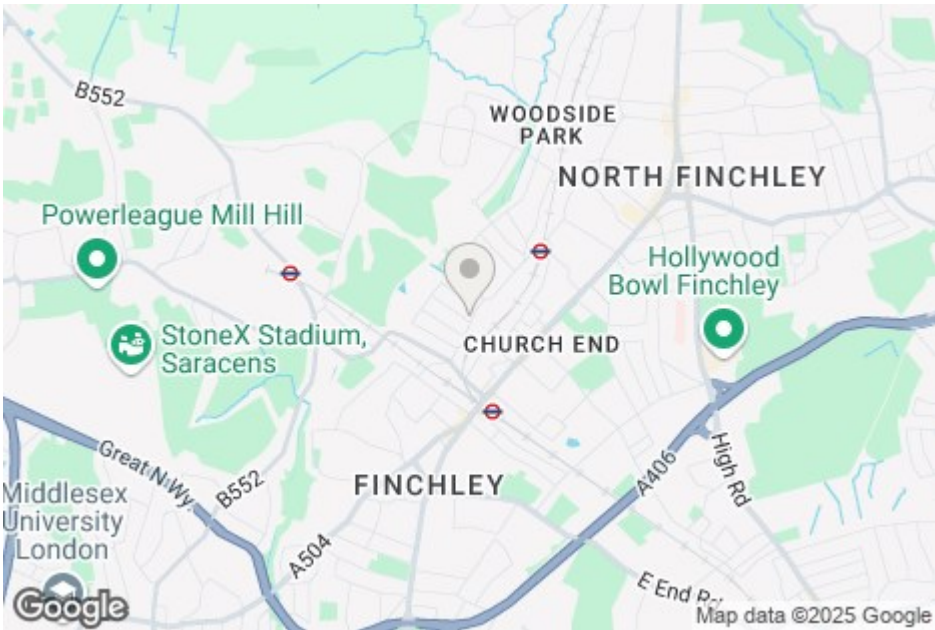 B552
WOODSIDE
PARK
NORTH FINCHLEY
Powerleague Mill Hill
Hollywood
Bowl Finchley
StoneX Stadium,
Saracens
CHURCH END
Great N Wy.
B552
A406
High Rd
FINCHLEY
Middlesex
University
London
A504
E End Rd
Google
Map data ©2025 Google